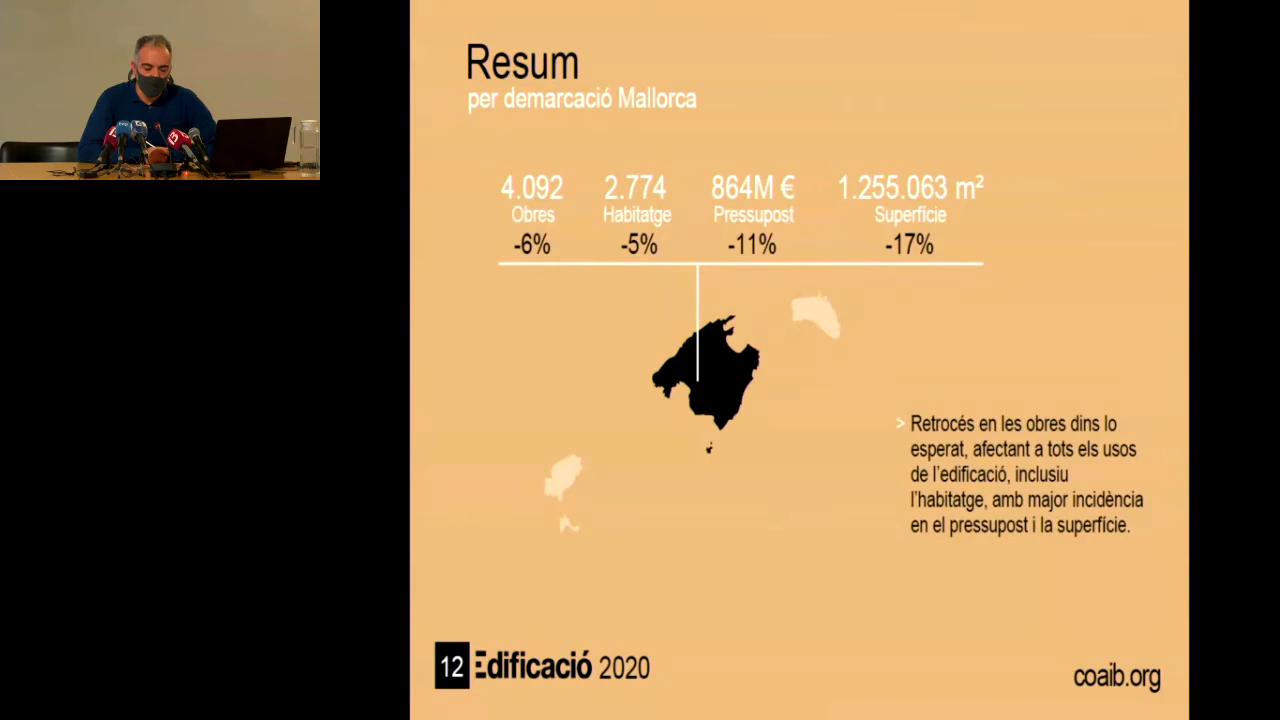 Resum
per demarcació Mallorca
4.092 2.774 864M € 1.255.063 m²
Obres Habitatge Pressupost Superfície
-6% -5% -11% -17%
> Retrocés en les obres dins lo
esperat, afectant a tots els usos
de l'edificació, inclusiu
l'habitatge, amb major incidència
en el pressupost i la superfície.
12 Edificació 2020
coaib.org